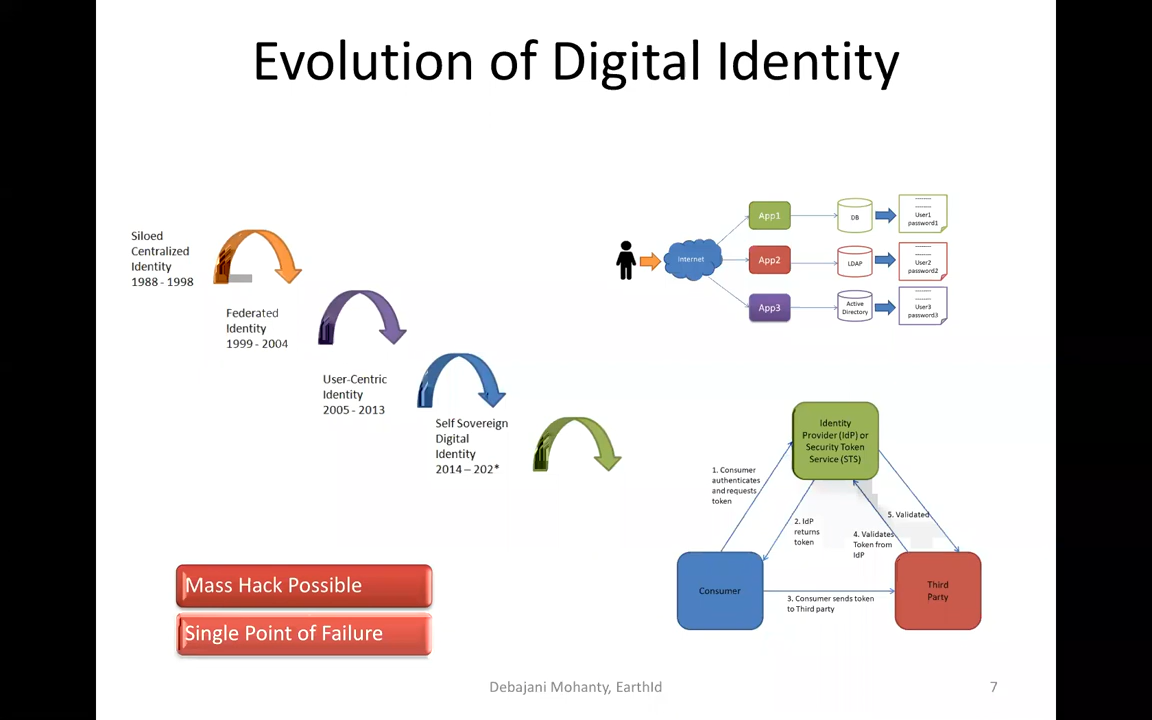 Evolution of Digital Identity
Siloed
Centralized
Identity
1988 - 1998
Federated
Identity
1999 - 2004
User-Centric
Identity
2005 - 2013
Self Sovereign
Digital
Identity
2014 – 202*
Mass Hack Possible
Single Point of Failure
Internet
App1
DB
--------
--------
User1
password1
App2
LDAP
--------
--------
User2
password2
App3
Active
Directory
--------
--------
User3
password3
Identity
Provider (IdP) or
Security Token
Service (STS)
1. Consumer
authenticates
and requests
token
2. IdP
returns
token
5. Validated
4. Validates
Token from
IdP
Consumer
3. Consumer sends token
to Third party
Third
Party
Debajani Mohanty, EarthId
7